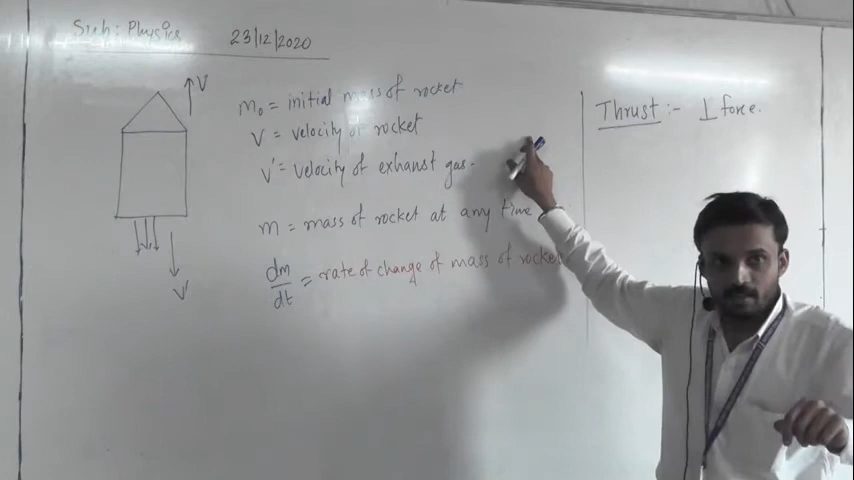 Sub: Physics
23/12/2020
V
m₀ = initial mass of rocket
V = velocity of rocket
V' = velocity of exhaust gas.
m = mass of rocket at any time
dm/dt = rate of change of mass of rocket
V'
Thrust :- ⊥ force.